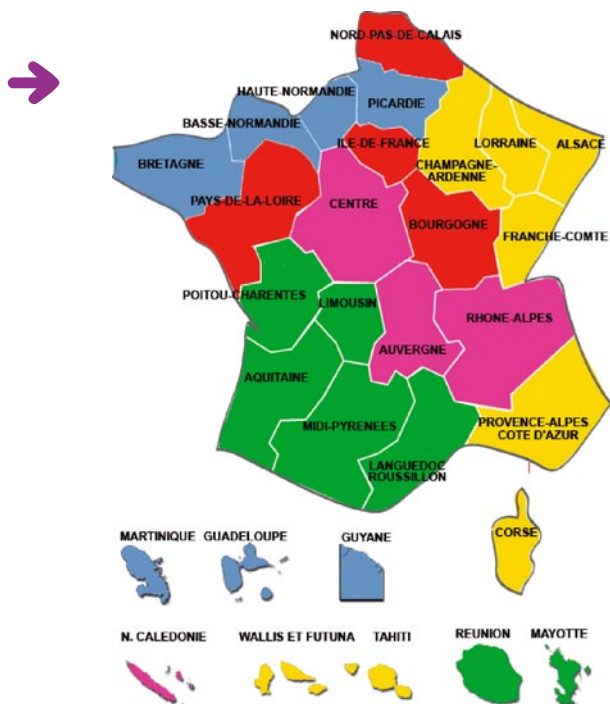 NORD-PAS-DE-CALAIS
HAUTE-NORMANDIE
PICARDIE
BASSE-NORMANDIE
ILE-DE-FRANCE
LORRAINE
ALSACE
BRETAGNE
CHAMPAGNE-
ARDENNE
PAYS-DE-LA-LOIRE
CENTRE
BOURGOGNE
FRANCHE-COMTE
POITOU-CHARENTES
LIMOUSIN
RHONE-ALPES
AUVERGNE
AQUITAINE
MIDI-PYRENEES
PROVENCE-ALPES
COTE D'AZUR
LANGUEDOC
ROUSSILLON
CORSE
MARTINIQUE
GUADELOUPE
GUYANE
N. CALEDONIE
WALLIS ET FUTUNA
TAHITI
REUNION
MAYOTTE